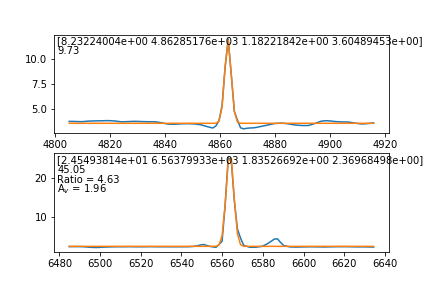 [8.23224004e+00 4.86285176e+03 1.18221842e+00 3.60489453e+00]
9.73
10.0
7.5
5.0
4800 4820 4840 4860 4880 4900 4920
[2.45493814e+01 6.56379933e+03 1.83526692e+00 2.36968498e+00]
45.05
Ratio = 4.63
Aᵥ = 1.96
20
10
6480 6500 6520 6540 6560 6580 6600 6620 6640